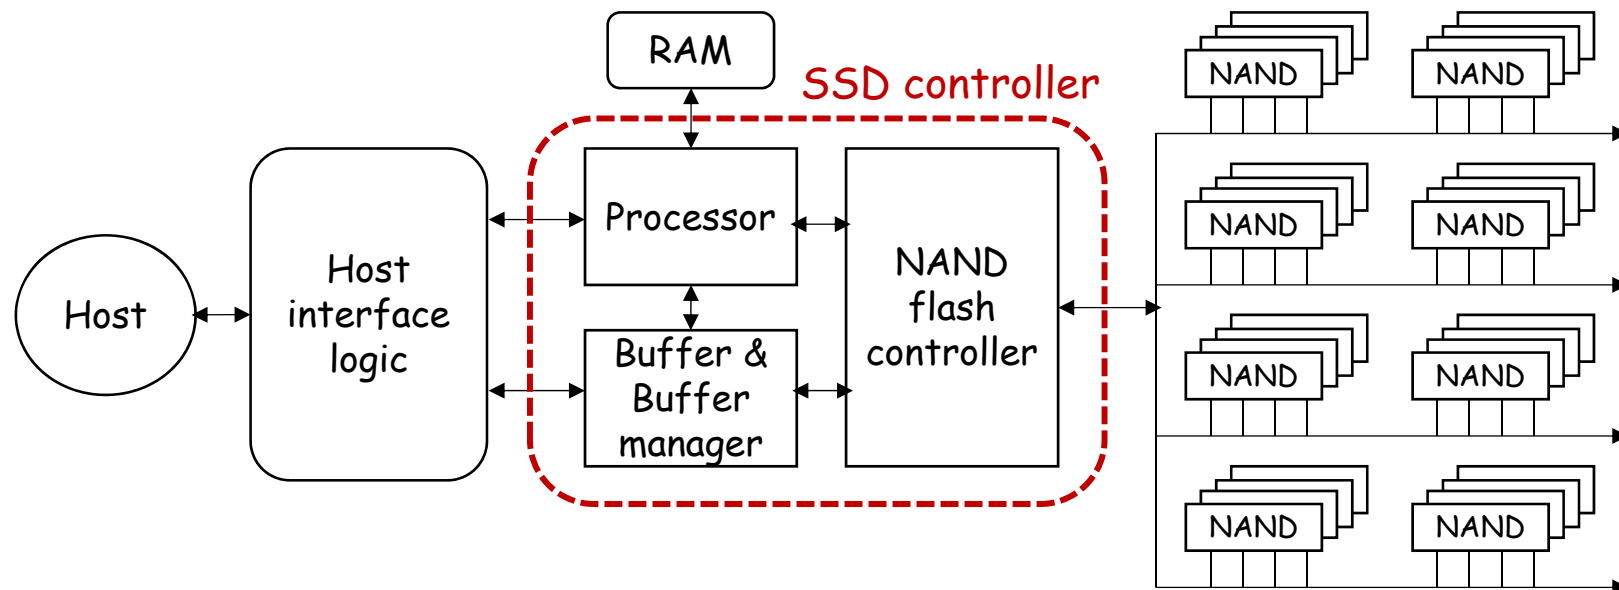 RAM
SSD controller
Host
Host
interface
logic
Processor
Buffer &
Buffer
manager
NAND
flash
controller
NAND
NAND
NAND
NAND
NAND
NAND
NAND
NAND